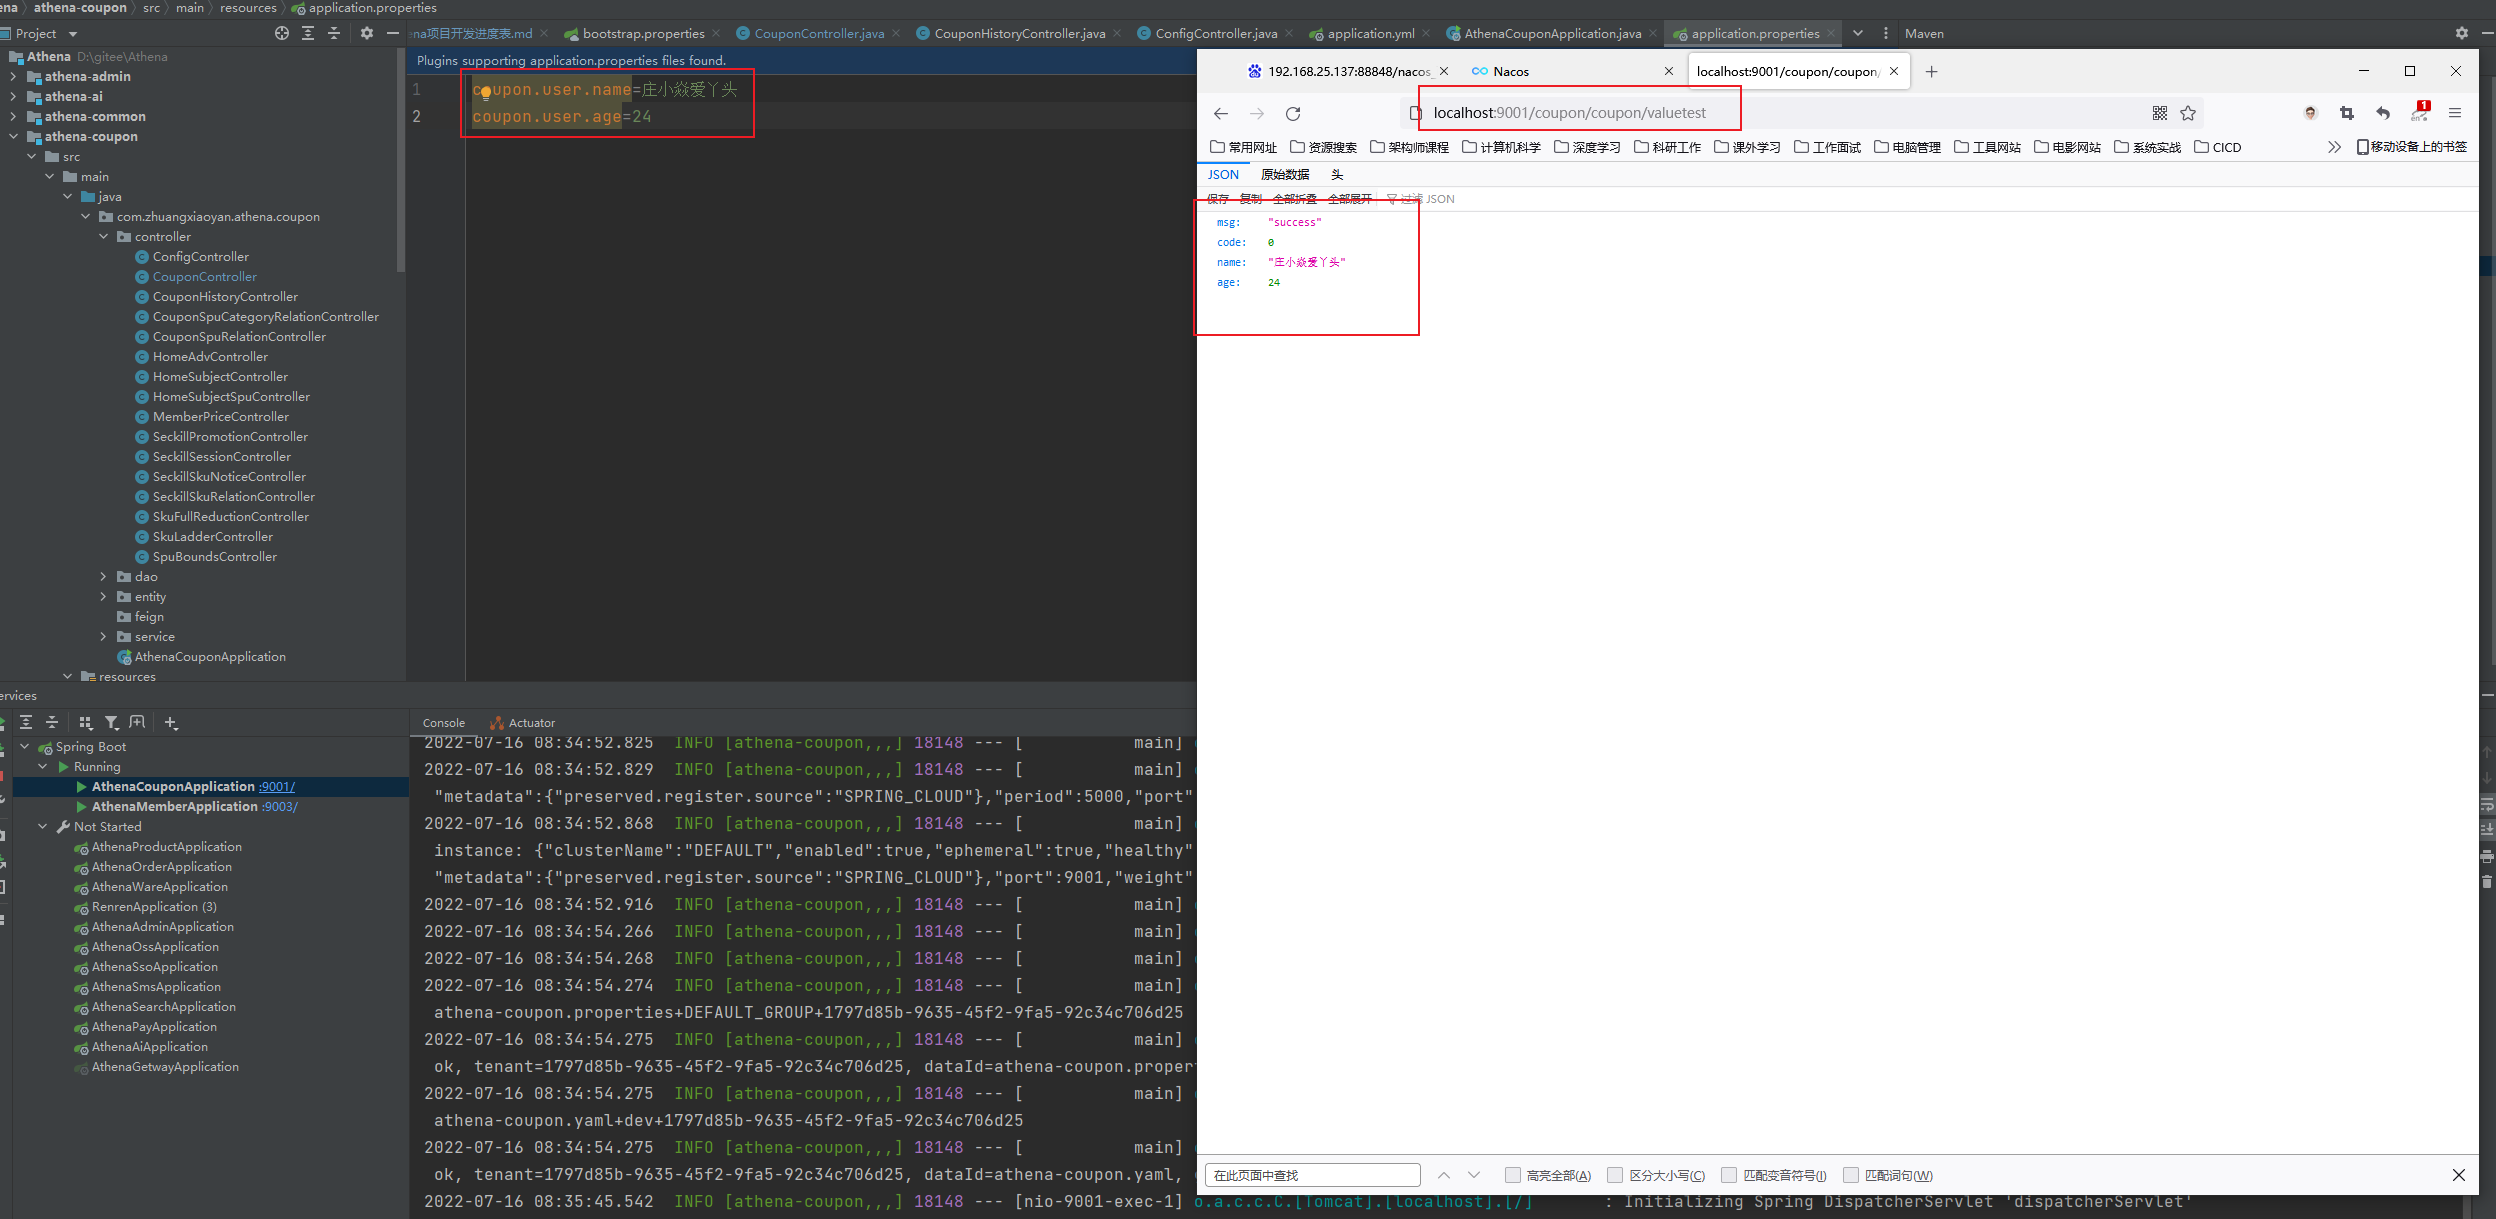 ena › athena-coupon › src › main › resources › application.properties
Project
ena项目开发进度表.md
bootstrap.properties
CouponController.java
CouponHistoryController.java
ConfigController.java
application.yml
AthenaCouponApplication.java
application.properties
Maven
Athena D:\gitee\Athena
athena-admin
athena-ai
athena-common
athena-coupon
src
main
java
com.zhuangxiaoyan.athena.coupon
controller
ConfigController
CouponController
CouponHistoryController
CouponSpuCategoryRelationController
CouponSpuRelationController
HomeAdvController
HomeSubjectController
HomeSubjectSpuController
MemberPriceController
SeckillPromotionController
SeckillSessionController
SeckillSkuNoticeController
SeckillSkuRelationController
SkuFullReductionController
SkuLadderController
SpuBoundsController
dao
entity
feign
service
AthenaCouponApplication
resources
Plugins supporting application.properties files found.
1 coupon.user.name=庄小焱爱丫头
2 coupon.user.age=24
192.168.25.137:88848/nacos_
Nacos
localhost:9001/coupon/coupon/
localhost:9001/coupon/coupon/valuetest
1
en
常用网址 资源搜索 架构师课程 计算机科学 深度学习 科研工作 课外学习 工作面试 电脑管理 工具网站 电影网站 系统实战 CICD 移动设备上的书签
JSON 原始数据 头
保存 复制 全部折叠 全部展开 过滤 JSON
msg: "success"
code: 0
name: "庄小焱爱丫头"
age: 24
在此页面中查找 高亮全部(A) 区分大小写(C) 匹配变音符号(I) 匹配词句(W)
ervices
Spring Boot
Running
AthenaCouponApplication :9001/
AthenaMemberApplication :9003/
Not Started
AthenaProductApplication
AthenaOrderApplication
AthenaWareApplication
RenrenApplication (3)
AthenaAdminApplication
AthenaOssApplication
AthenaSsoApplication
AthenaSmsApplication
AthenaSearchApplication
AthenaPayApplication
AthenaAiApplication
AthenaGetwayApplication
Console Actuator
2022-07-16 08:34:52.825 INFO [athena-coupon,,,] 18148 --- [ main]
2022-07-16 08:34:52.829 INFO [athena-coupon,,,] 18148 --- [ main]
"metadata":{"preserved.register.source":"SPRING_CLOUD"},"period":5000,"port"
2022-07-16 08:34:52.868 INFO [athena-coupon,,,] 18148 --- [ main]
instance: {"clusterName":"DEFAULT","enabled":true,"ephemeral":true,"healthy"
"metadata":{"preserved.register.source":"SPRING_CLOUD"},"port":9001,"weight"
2022-07-16 08:34:52.916 INFO [athena-coupon,,,] 18148 --- [ main]
2022-07-16 08:34:54.266 INFO [athena-coupon,,,] 18148 --- [ main]
2022-07-16 08:34:54.268 INFO [athena-coupon,,,] 18148 --- [ main]
2022-07-16 08:34:54.274 INFO [athena-coupon,,,] 18148 --- [ main]
athena-coupon.properties+DEFAULT_GROUP+1797d85b-9635-45f2-9fa5-92c34c706d25
2022-07-16 08:34:54.275 INFO [athena-coupon,,,] 18148 --- [ main]
ok, tenant=1797d85b-9635-45f2-9fa5-92c34c706d25, dataId=athena-coupon.proper
2022-07-16 08:34:54.275 INFO [athena-coupon,,,] 18148 --- [ main]
athena-coupon.yaml+dev+1797d85b-9635-45f2-9fa5-92c34c706d25
2022-07-16 08:34:54.275 INFO [athena-coupon,,,] 18148 --- [ main]
ok, tenant=1797d85b-9635-45f2-9fa5-92c34c706d25, dataId=athena-coupon.yaml,
2022-07-16 08:35:45.542 INFO [athena-coupon,,,] 18148 --- [nio-9001-exec-1] o.a.c.c.C.[Tomcat].[localhost].[/] : Initializing Spring DispatcherServlet 'dispatcherServlet'